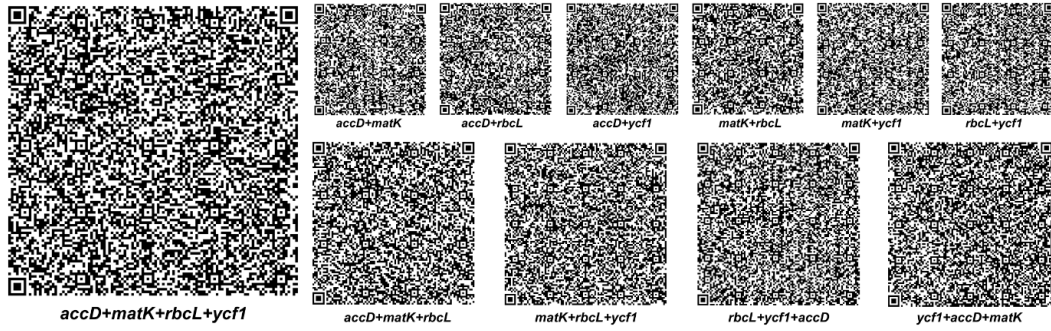 accD+matK
accD+rbcL
accD+ycf1
matK+rbcL
matK+ycf1
rbcL+ycf1
accD+matK+rbcL+ycf1
accD+matK+rbcL
matK+rbcL+ycf1
rbcL+ycf1+accD
ycf1+accD+matK